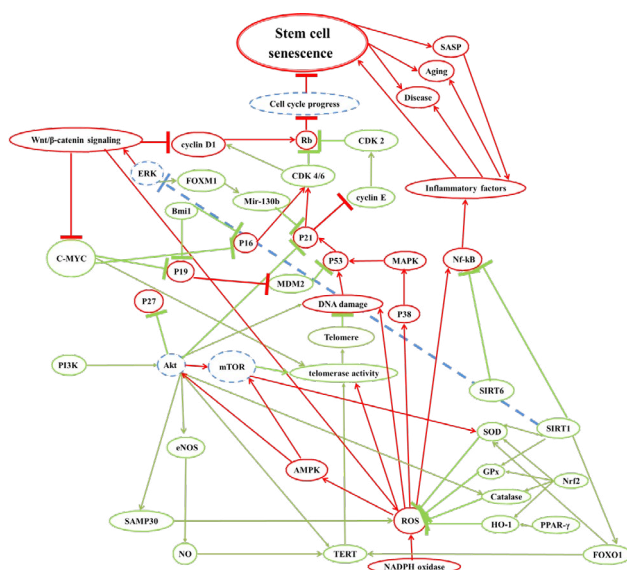 Stem cell
senescence
SASP
Aging
Disease
Cell cycle progress
Wnt/β-catenin signaling
cyclin D1
Rb
CDK 2
ERK
FOXM1
CDK 4/6
Mir-130b
cyclin E
Inflammatory factors
Bmi1
P16
P21
C-MYC
P19
P53
MAPK
Nf-kB
MDM2
P27
DNA damage
P38
Telomere
PI3K
Akt
mTOR
telomerase activity
SIRT6
SOD
SIRT1
eNOS
AMPK
GPx
Nrf2
Catalase
SAMP30
ROS
HO-1
PPAR-γ
NO
TERT
FOXO1
NADPH oxidase